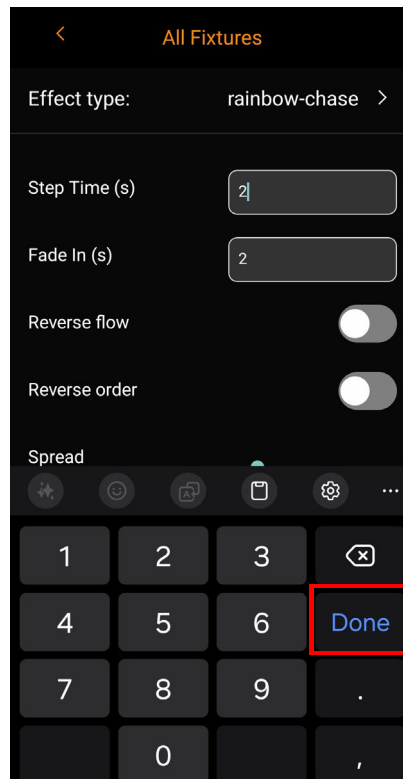 All Fixtures
Effect type: rainbow-chase
Step Time (s) 2
Fade In (s) 2
Reverse flow
Reverse order
Spread
1 2 3
4 5 6 Done
7 8 9 .
0 ,